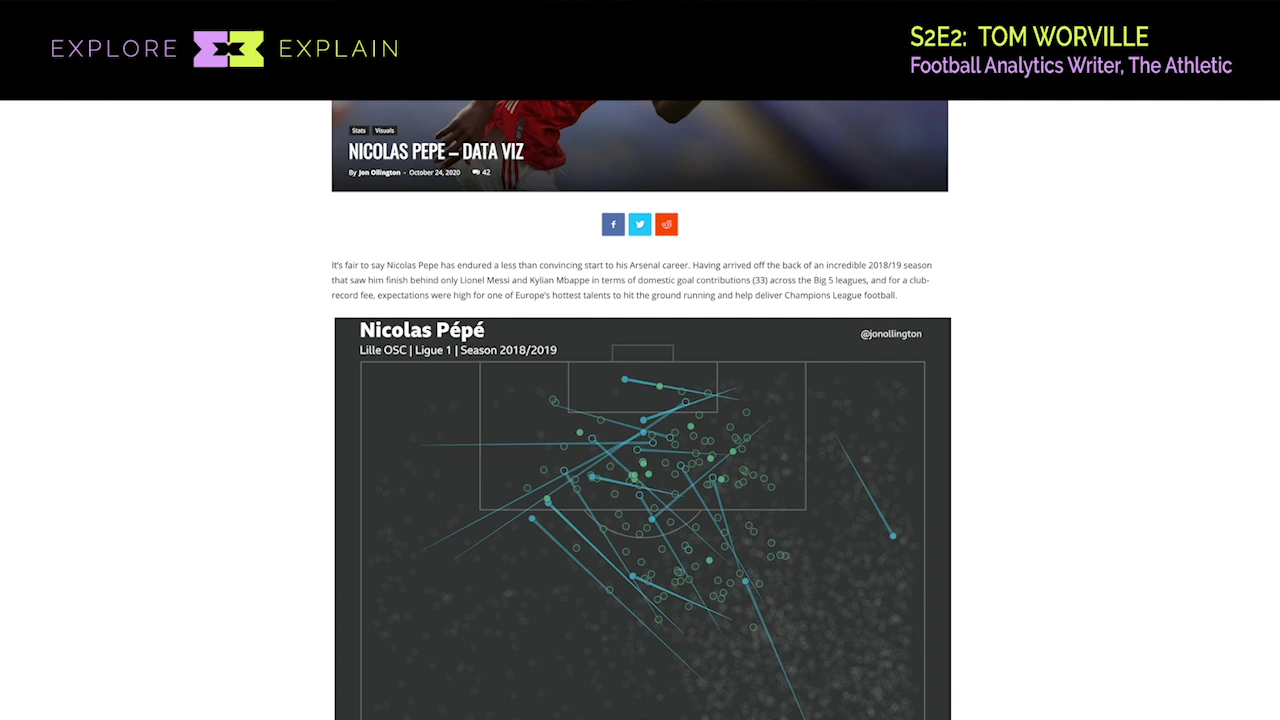 EXPLORE EXPLAIN
S2E2: TOM WORVILLE
Football Analytics Writer, The Athletic
Stats Visuals
NICOLAS PEPE – DATA VIZ
By Jon Ollington - October 24, 2020 42
It's fair to say Nicolas Pepe has endured a less than convincing start to his Arsenal career. Having arrived off the back of an incredible 2018/19 season
that saw him finish behind only Lionel Messi and Kylian Mbappe in terms of domestic goal contributions (33) across the Big 5 leagues, and for a club-
record fee, expectations were high for one of Europe's hottest talents to hit the ground running and help deliver Champions League football.
Nicolas Pépé
@jonollington
Lille OSC | Ligue 1 | Season 2018/2019